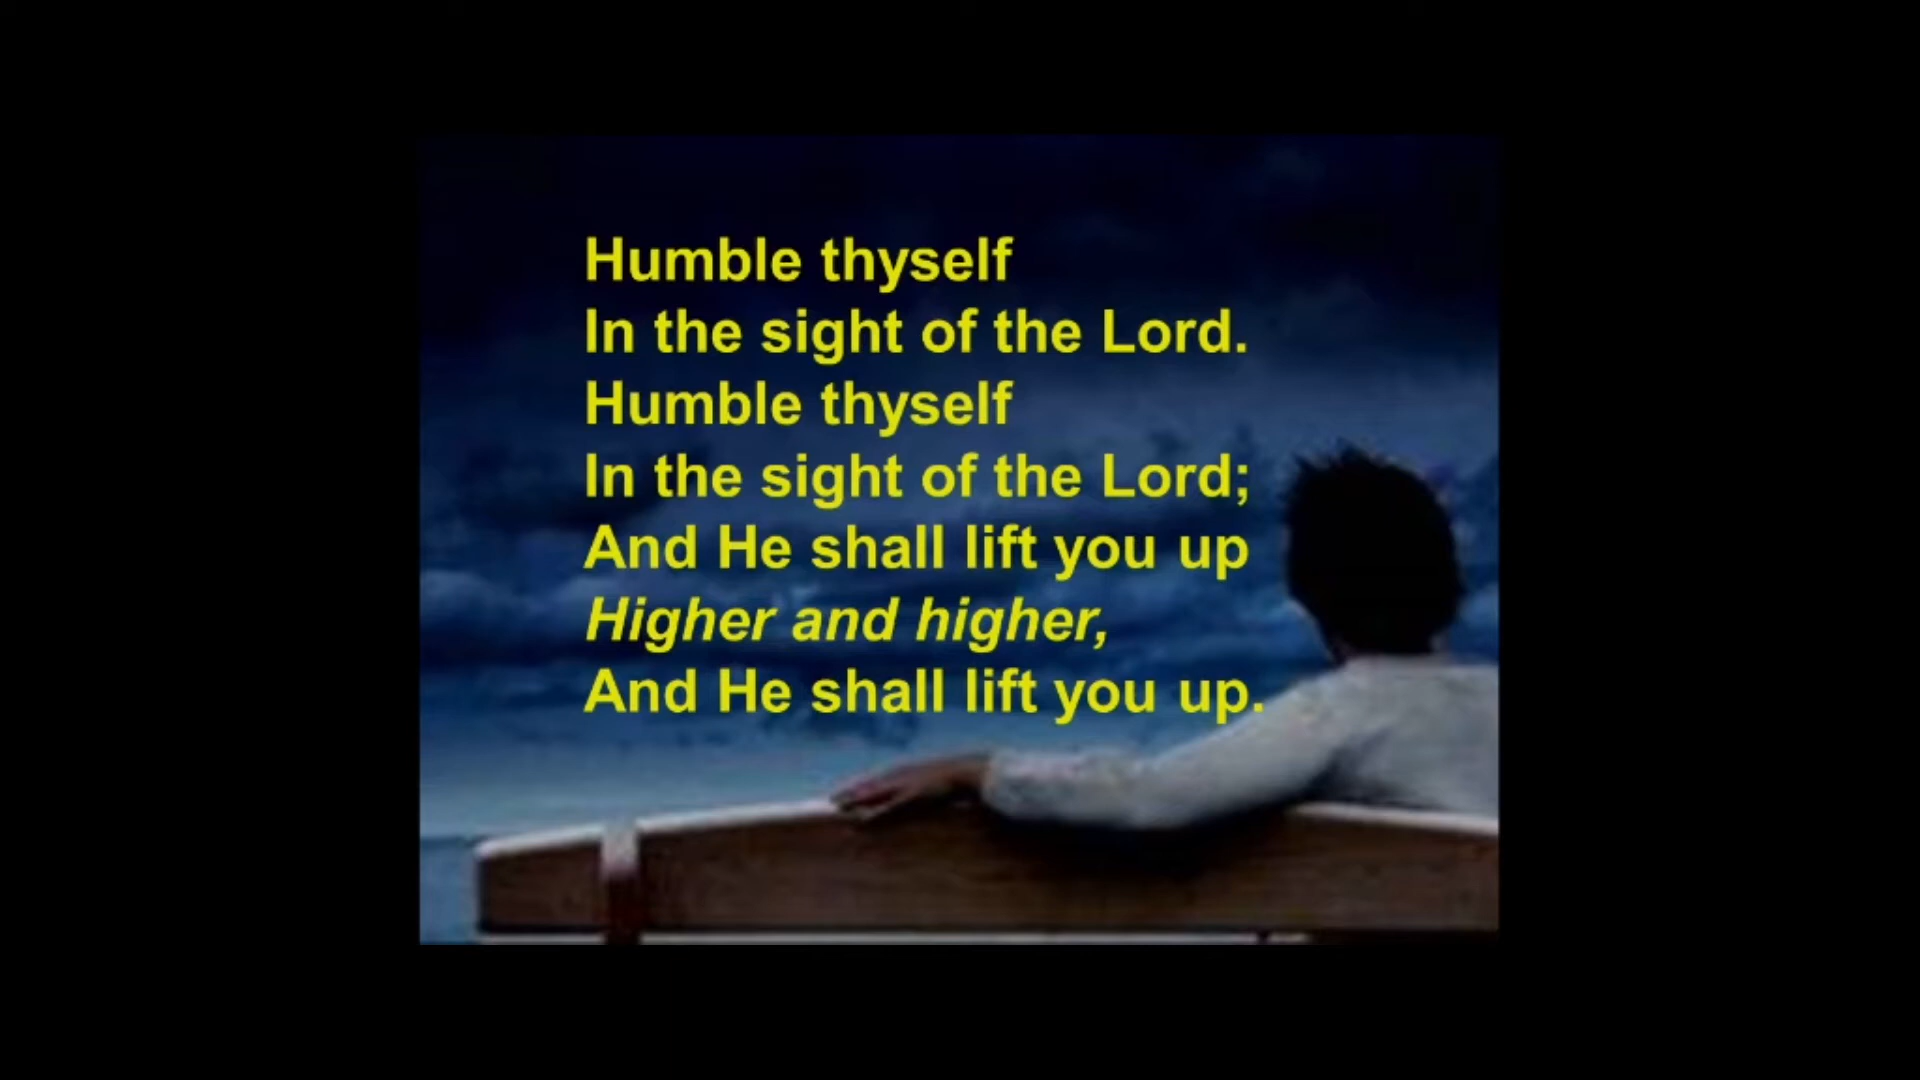 Humble thyself
In the sight of the Lord.
Humble thyself
In the sight of the Lord;
And He shall lift you up
Higher and higher,
And He shall lift you up.